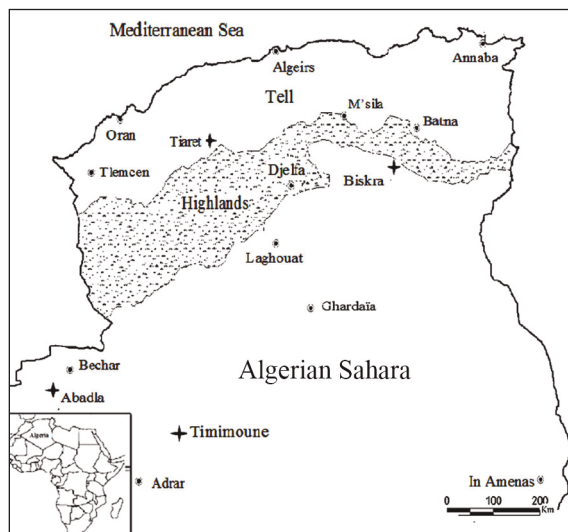 Mediterranean Sea
Algeirs
Annaba
Tell
M'sila
Oran
Batna
Tiaret
Tlemcen
Djelfa
Biskra
Highlands
Laghouat
Ghardaïa
Bechar
Algerian Sahara
Abadla
Algeria
Timimoune
Adrar
In Amenas
0 50 100 200
Km